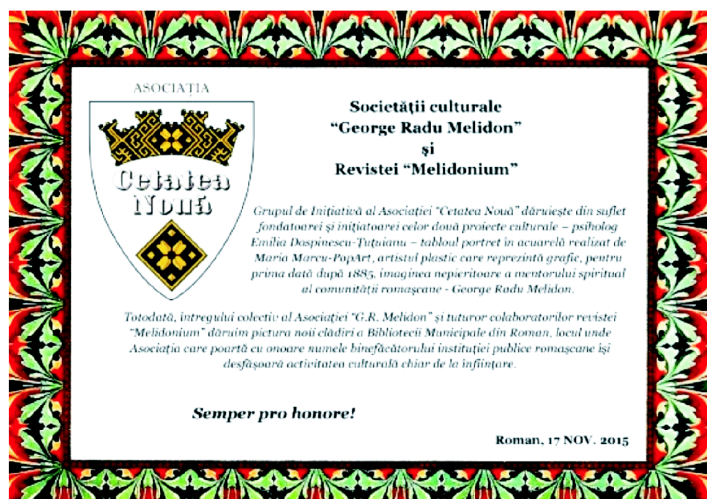 ASOCIAȚIA
Cetatea
Nouă
Societății culturale
“George Radu Melidon”
și
Revistei “Melidonium”
Grupul de Inițiativă al Asociației “Cetatea Nouă” dăruiește din suflet
fondatoarei și inițiatoarei celor două proiecte culturale – psiholog
Emilia Dospinescu-Țuțuianu – tabloul portret în acuarelă realizat de
Maria Marcu-PopArt, artistul plastic care reprezintă grafic, pentru
prima dată după 1885, imaginea nepieritoare a mentorului spiritual
al comunității romașcane - George Radu Melidon.
Totodată, întregului colectiv al Asociației “G.R. Melidon” și tuturor colaboratorilor revistei
“Melidonium” dăruim pictura noii clădiri a Bibliotecii Municipale din Roman, locul unde
Asociația care poartă cu onoare numele binefăcătorului instituției publice romașcane își
desfășoară activitatea culturală chiar de la înființare.
Semper pro honore!
Roman, 17 NOV. 2015